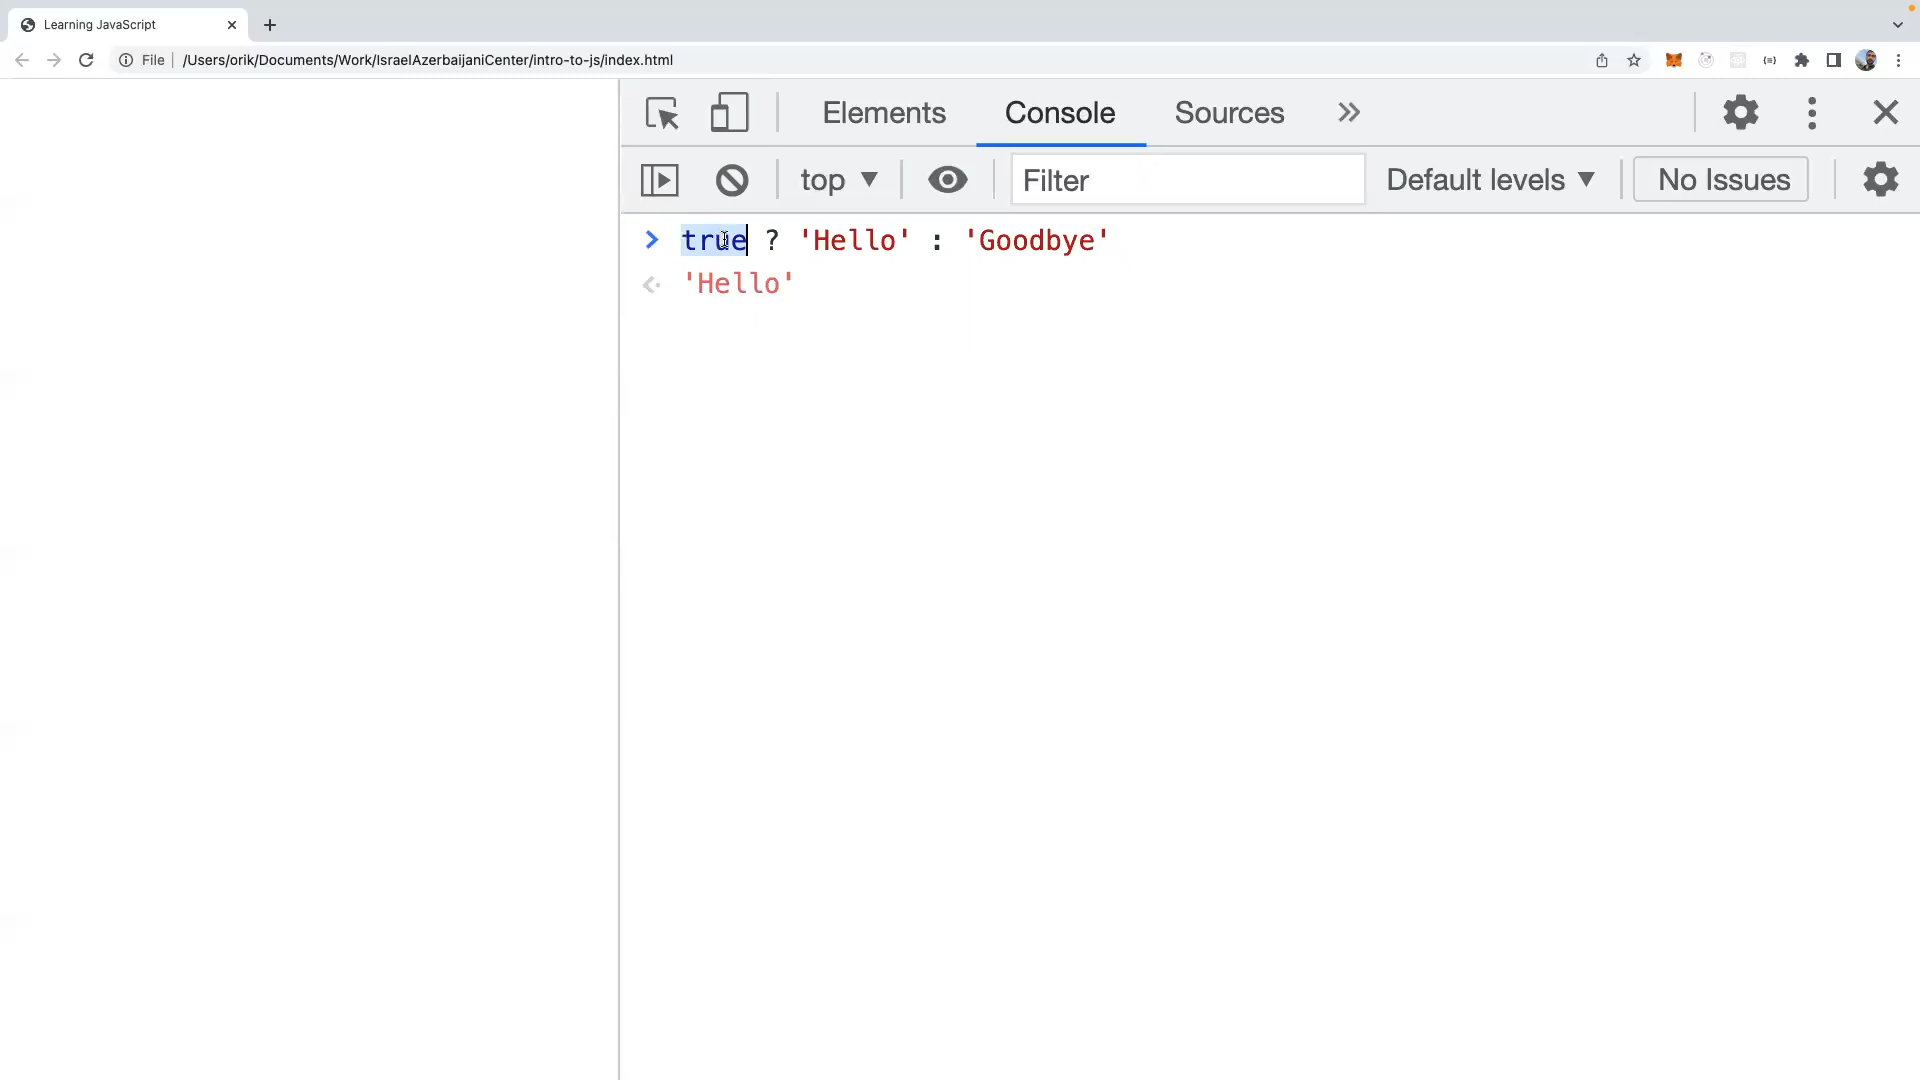 Learning JavaScript
File /Users/orik/Documents/Work/IsraelAzerbaijaniCenter/intro-to-js/index.html
Elements Console Sources
top Filter Default levels No Issues
> true ? 'Hello' : 'Goodbye'
'Hello'